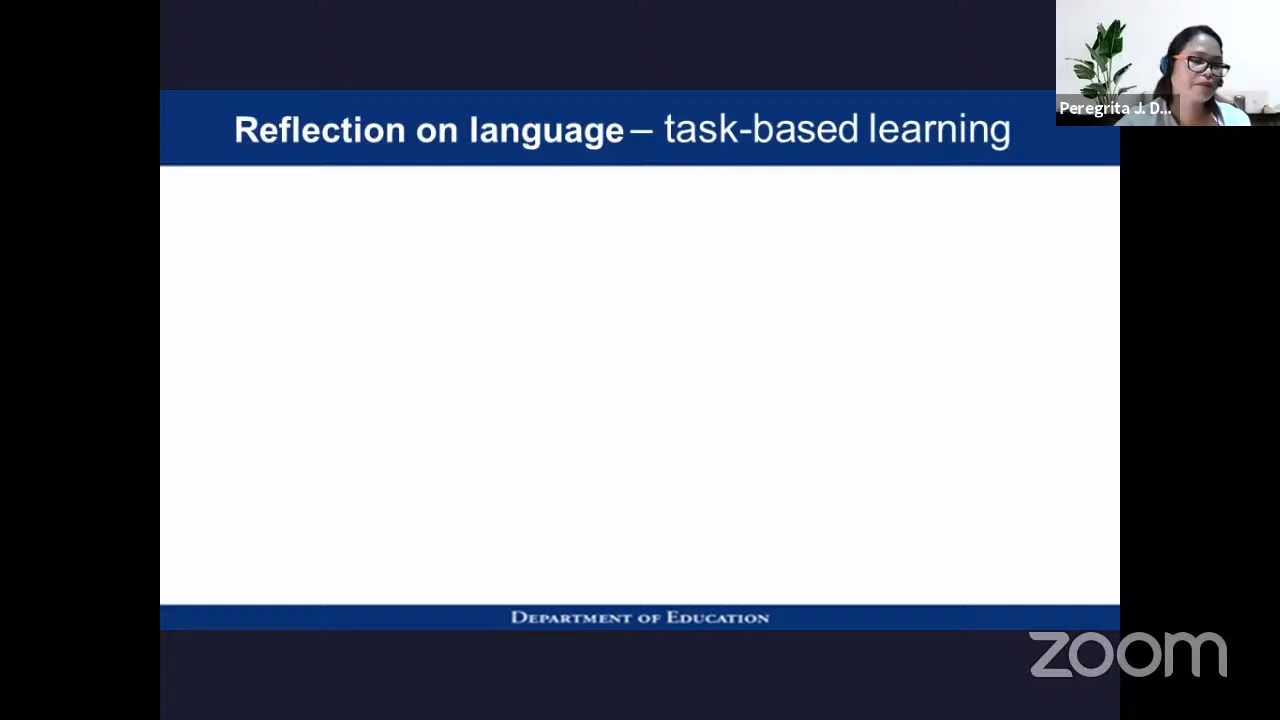 Reflection on language – task-based learning
Peregrita J. D...
DEPARTMENT OF EDUCATION
zoom